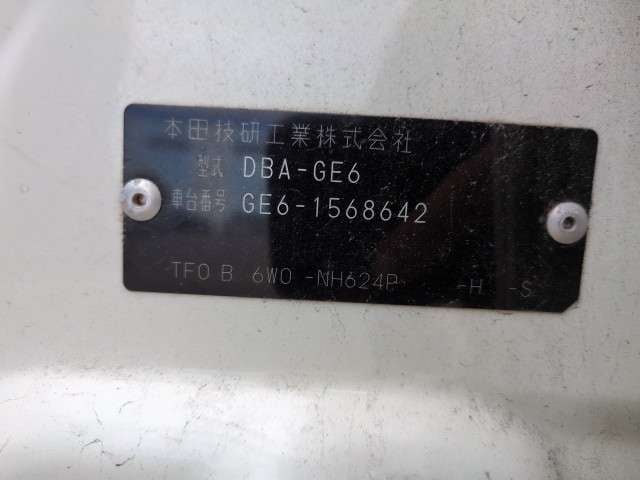 本田技研工業株式会社
型式 DBA-GE6
車台番号 GE6-1568642
TF0 B 6W0 -NH624P -H -S